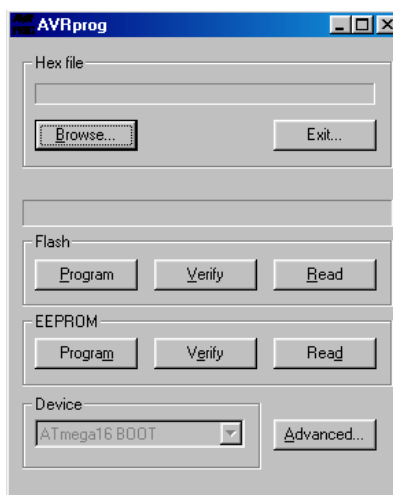 AVRprog
Hex file
Browse... Exit...
Flash
Program Verify Read
EEPROM
Program Verify Read
Device
ATmega16 BOOT Advanced...